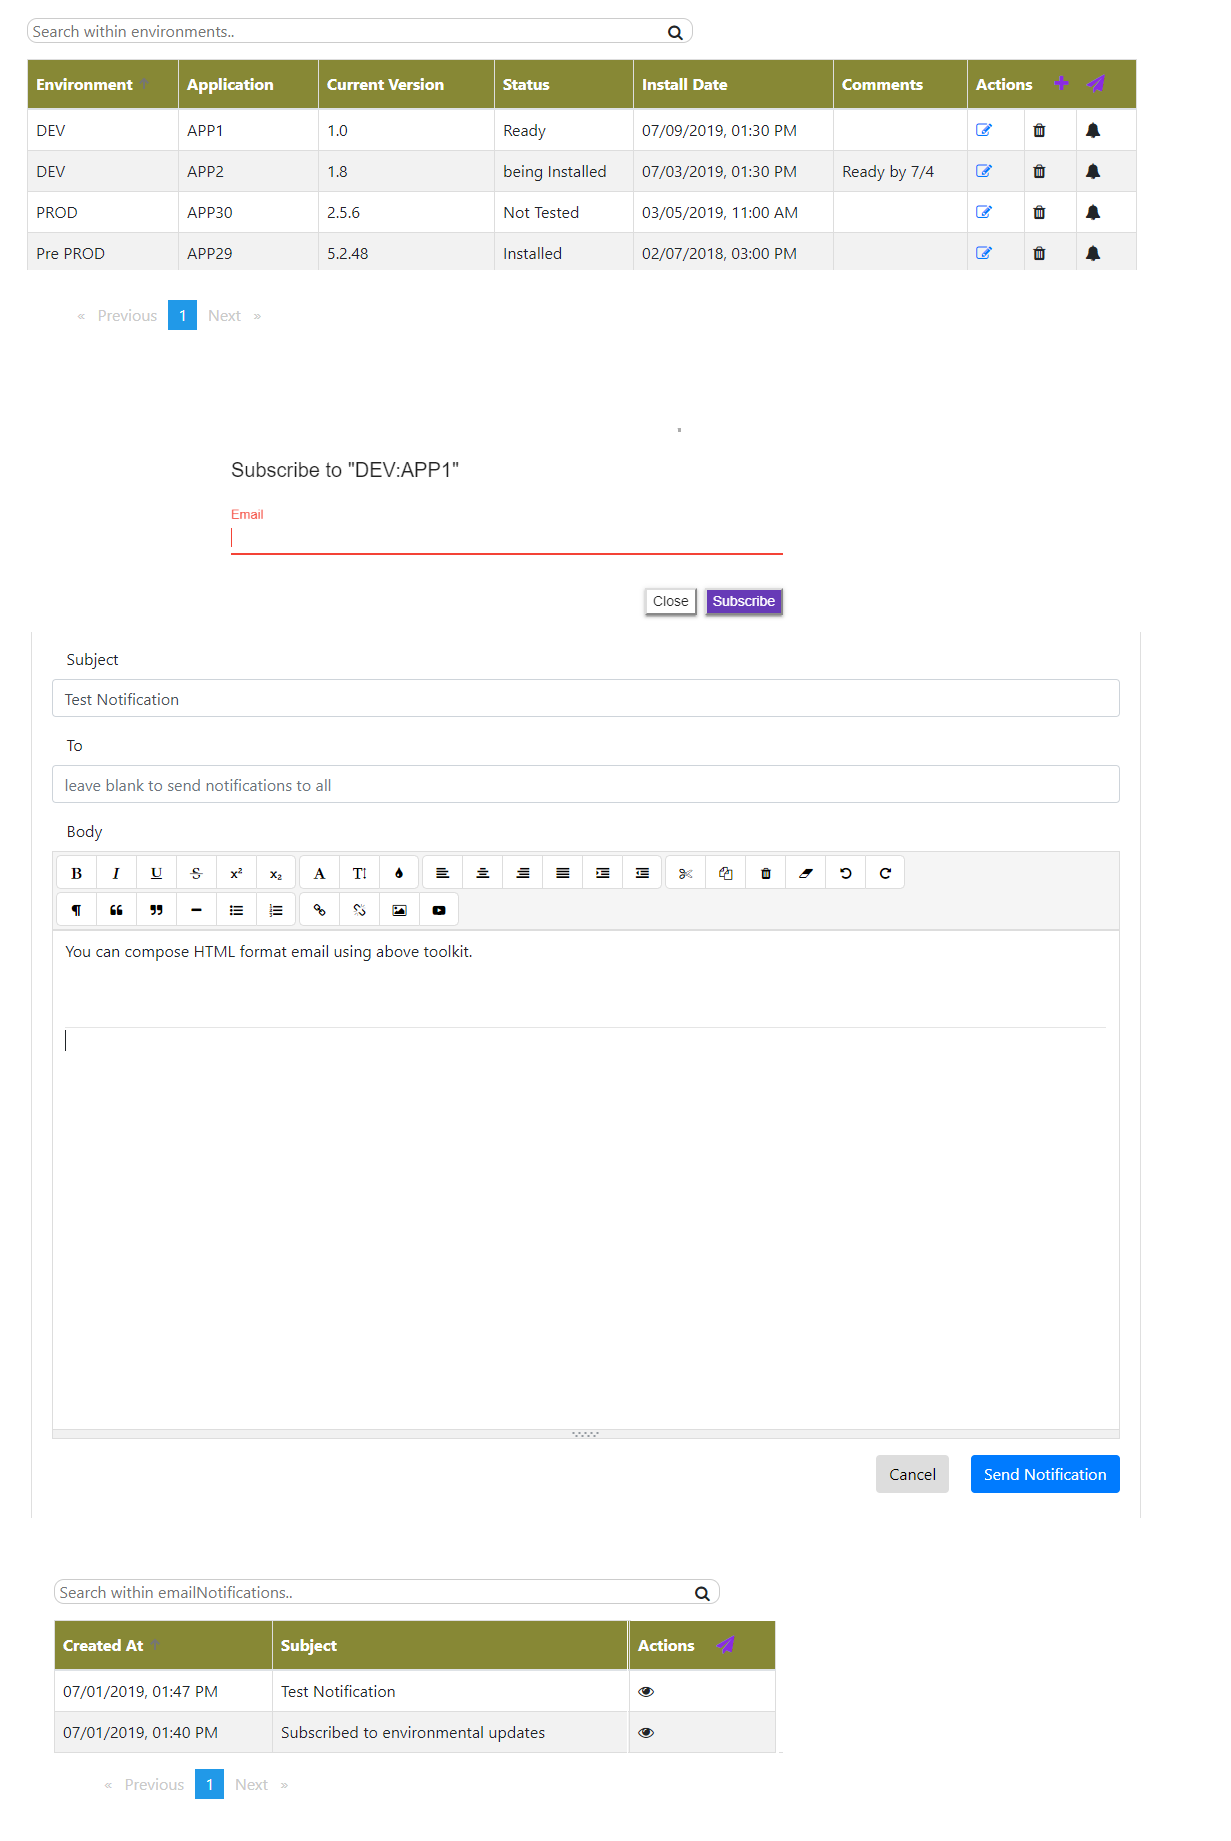 Search within environments..
Environment Application Current Version Status Install Date Comments Actions
DEV APP1 1.0 Ready 07/09/2019, 01:30 PM
DEV APP2 1.8 being Installed 07/03/2019, 01:30 PM Ready by 7/4
PROD APP30 2.5.6 Not Tested 03/05/2019, 11:00 AM
Pre PROD APP29 5.2.48 Installed 02/07/2018, 03:00 PM
« Previous 1 Next »
Subscribe to "DEV:APP1"
Email
Close Subscribe
Subject
Test Notification
To
leave blank to send notifications to all
Body
You can compose HTML format email using above toolkit.
Cancel Send Notification
Search within emailNotifications..
Created At Subject Actions
07/01/2019, 01:47 PM Test Notification
07/01/2019, 01:40 PM Subscribed to environmental updates
« Previous 1 Next »